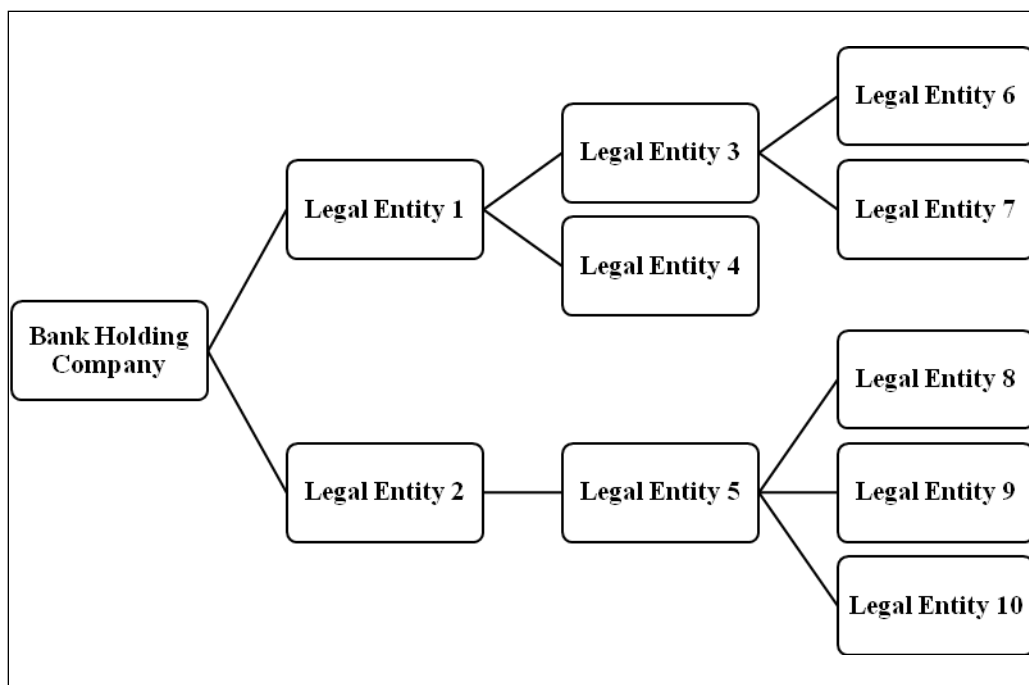 Bank Holding
Company
Legal Entity 1
Legal Entity 2
Legal Entity 3
Legal Entity 4
Legal Entity 5
Legal Entity 6
Legal Entity 7
Legal Entity 8
Legal Entity 9
Legal Entity 10